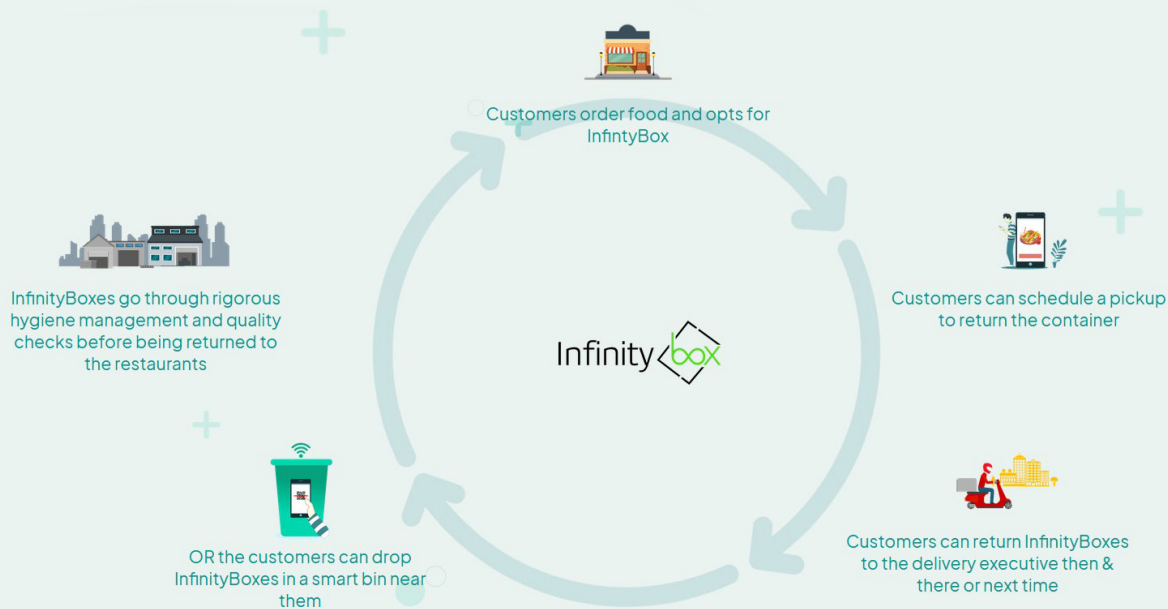 Customers order food and opts for
InfintyBox
Customers can schedule a pickup
to return the container
Customers can return InfinityBoxes
to the delivery executive then &
there or next time
OR the customers can drop
InfinityBoxes in a smart bin near
them
InfinityBoxes go through rigorous
hygiene management and quality
checks before being returned to
the restaurants
Infinity box